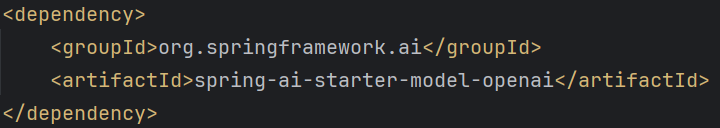 <dependency>
    <groupId>org.springframework.ai</groupId>
    <artifactId>spring-ai-starter-model-openai</artifactId>
</dependency>